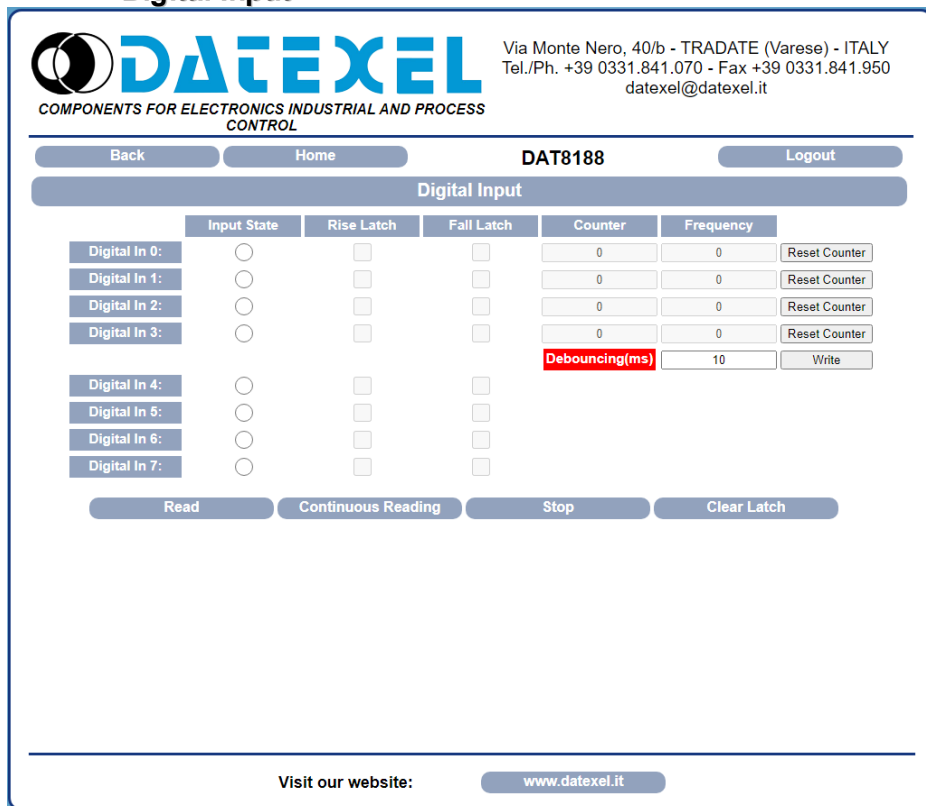 Digital Input
DATEXEL
COMPONENTS FOR ELECTRONICS INDUSTRIAL AND PROCESS
CONTROL
Via Monte Nero, 40/b - TRADATE (Varese) - ITALY
Tel./Ph. +39 0331.841.070 - Fax +39 0331.841.950
datexel@datexel.it
Back Home DAT8188 Logout
Digital Input
Input State Rise Latch Fall Latch Counter Frequency
Digital In 0: 0 0 Reset Counter
Digital In 1: 0 0 Reset Counter
Digital In 2: 0 0 Reset Counter
Digital In 3: 0 0 Reset Counter
Debouncing(ms) 10 Write
Digital In 4:
Digital In 5:
Digital In 6:
Digital In 7:
Read Continuous Reading Stop Clear Latch
Visit our website: www.datexel.it